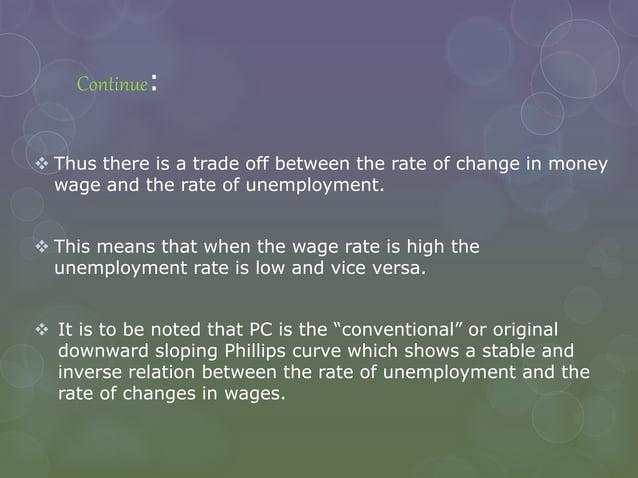 Continue:
❖ Thus there is a trade off between the rate of change in money
wage and the rate of unemployment.
❖ This means that when the wage rate is high the
unemployment rate is low and vice versa.
❖ It is to be noted that PC is the “conventional” or original
downward sloping Phillips curve which shows a stable and
inverse relation between the rate of unemployment and the
rate of changes in wages.